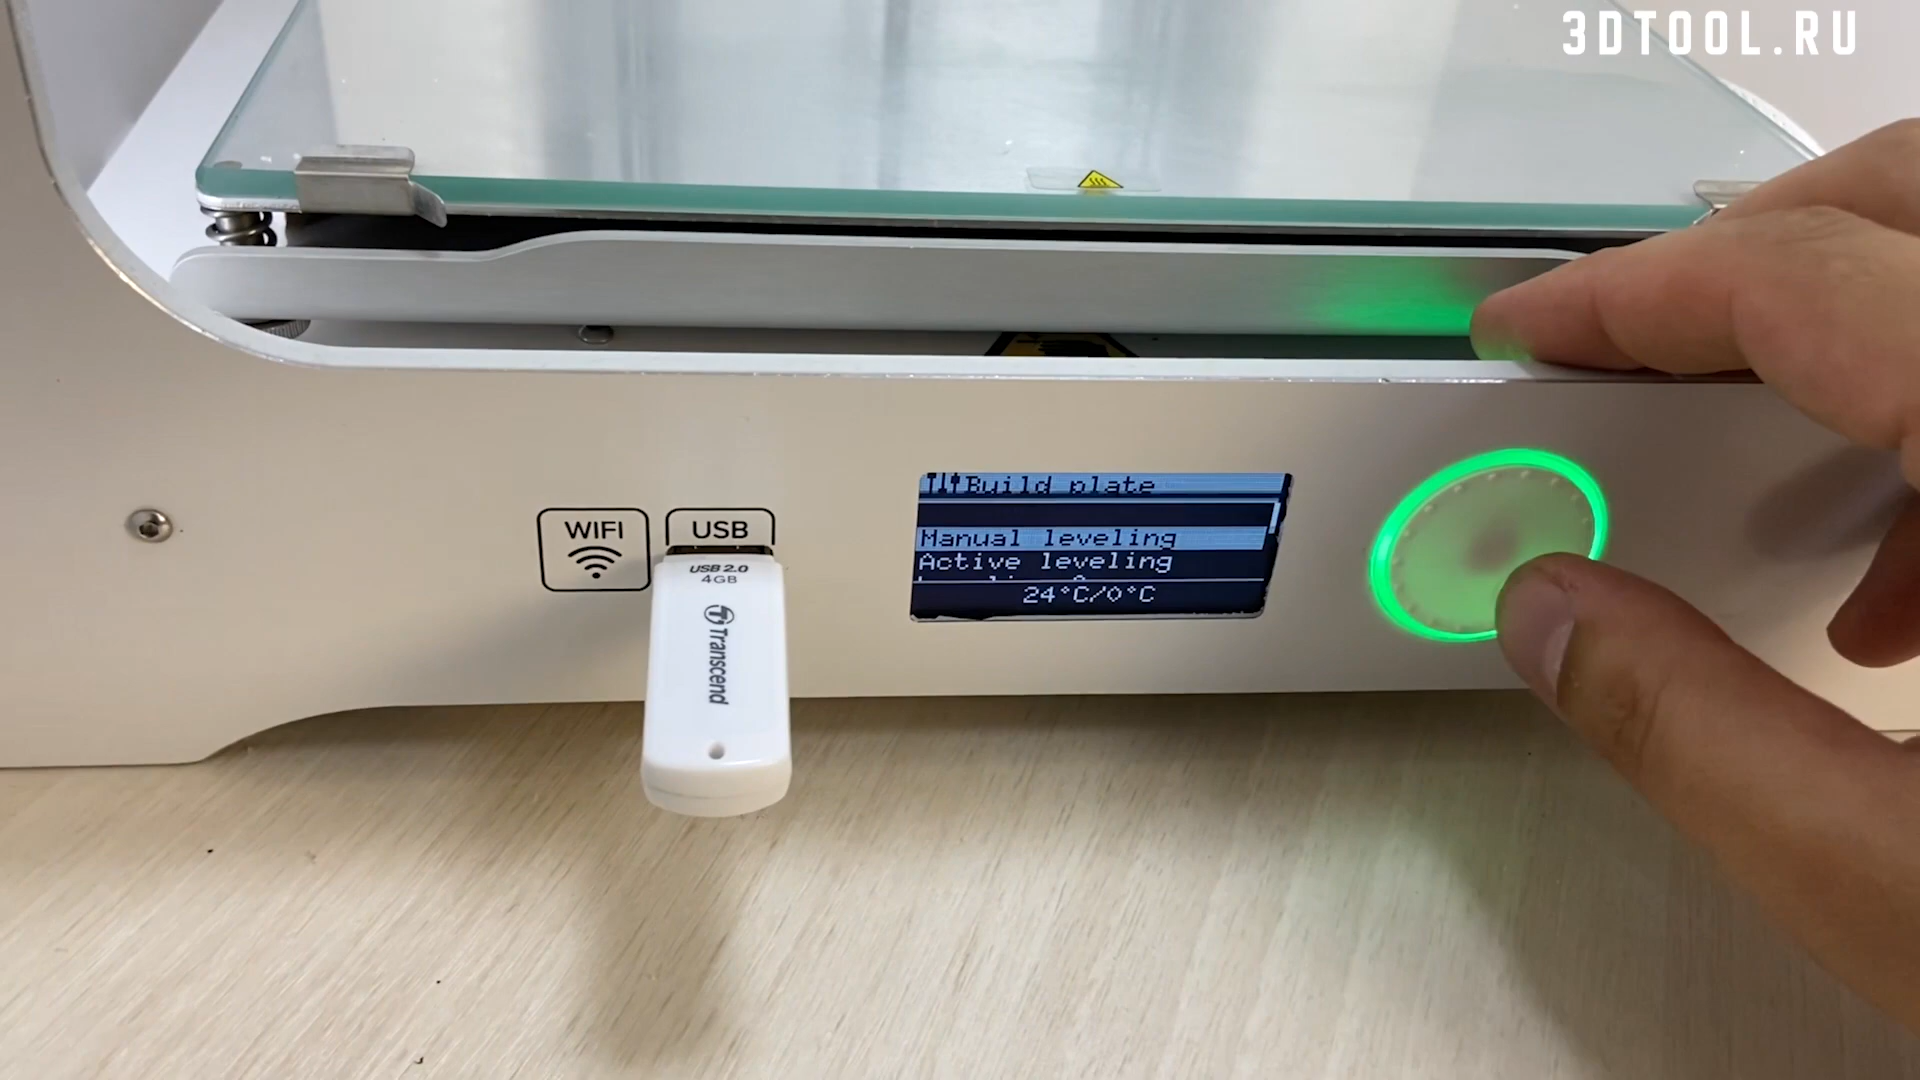 3DTOOL.RU
WIFI
USB
USB 2.0
4GB
Transcend
Build plate
Manual leveling
Active leveling
24°C/0°C